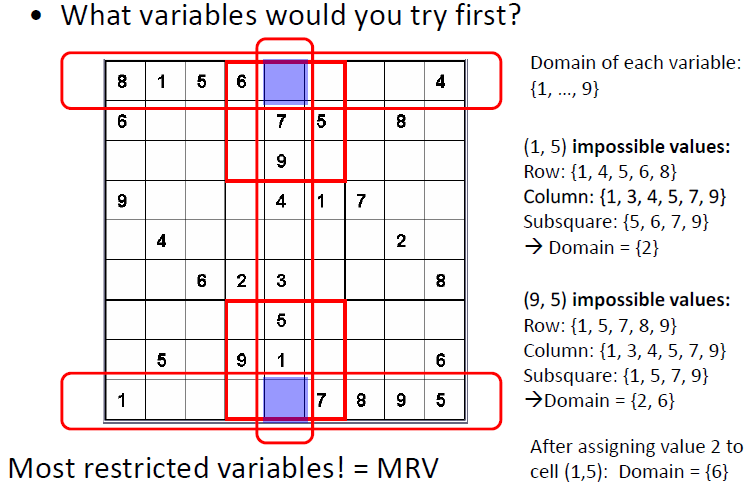 • What variables would you try first?
8 1 5 6 4
6 7 5 8
9
9 4 1 7
4 2
6 2 3 8
5
5 9 1 6
1 7 8 9 5
Most restricted variables! = MRV
Domain of each variable:
{1, …, 9}
(1, 5) impossible values:
Row: {1, 4, 5, 6, 8}
Column: {1, 3, 4, 5, 7, 9}
Subsquare: {5, 6, 7, 9}
→ Domain = {2}
(9, 5) impossible values:
Row: {1, 5, 7, 8, 9}
Column: {1, 3, 4, 5, 7, 9}
Subsquare: {1, 5, 7, 9}
→Domain = {2, 6}
After assigning value 2 to
cell (1,5): Domain = {6}